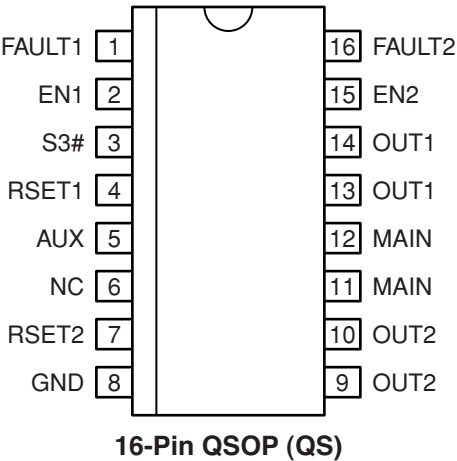 FAULT1 1 16 FAULT2
EN1 2 15 EN2
S3# 3 14 OUT1
RSET1 4 13 OUT1
AUX 5 12 MAIN
NC 6 11 MAIN
RSET2 7 10 OUT2
GND 8 9 OUT2
16-Pin QSOP (QS)